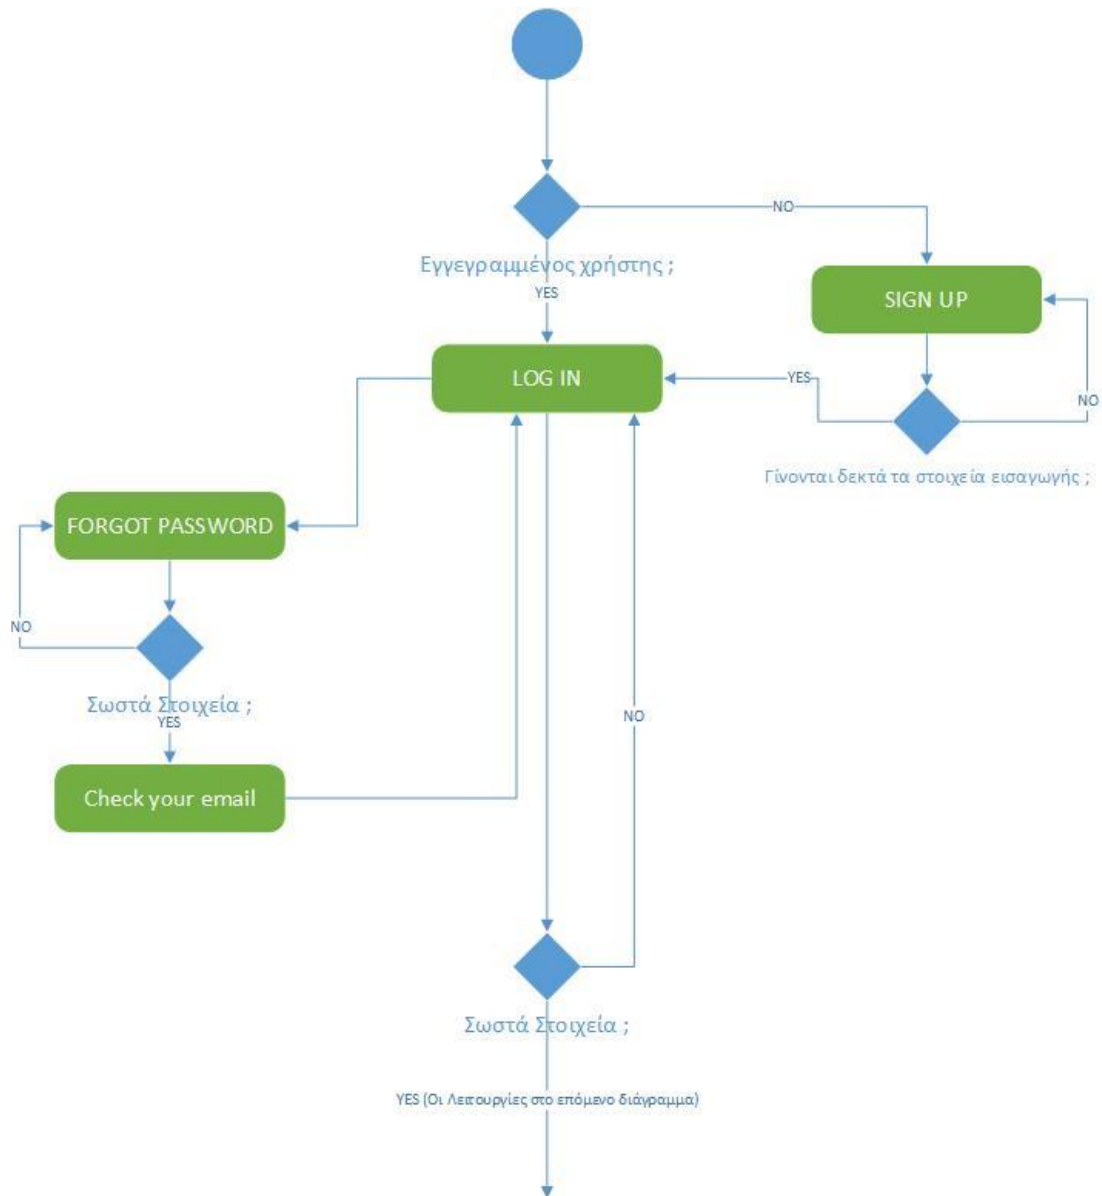 NO
Εγγεγραμμένος χρήστης ;
YES
SIGN UP
LOG IN
YES
NO
Γίνονται δεκτά τα στοιχεία εισαγωγής ;
FORGOT PASSWORD
NO
Σωστά Στοιχεία ;
YES
NO
Check your email
Σωστά Στοιχεία ;
YES (Οι Λειτουργίες στο επόμενο διάγραμμα)